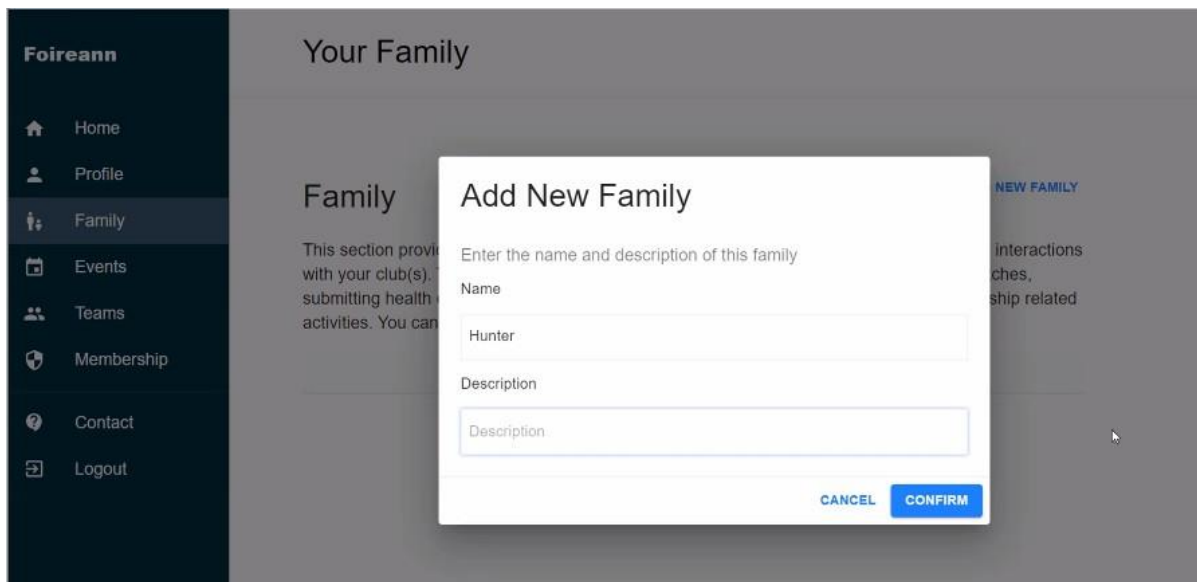 Foireann
Home
Profile
Family
Events
Teams
Membership
Contact
Logout
Your Family
Family
NEW FAMILY
This section provi
interactions
with your club(s).
ches,
submitting health
ship related
activities. You can
Add New Family
Enter the name and description of this family
Name
Hunter
Description
Description
CANCEL
CONFIRM